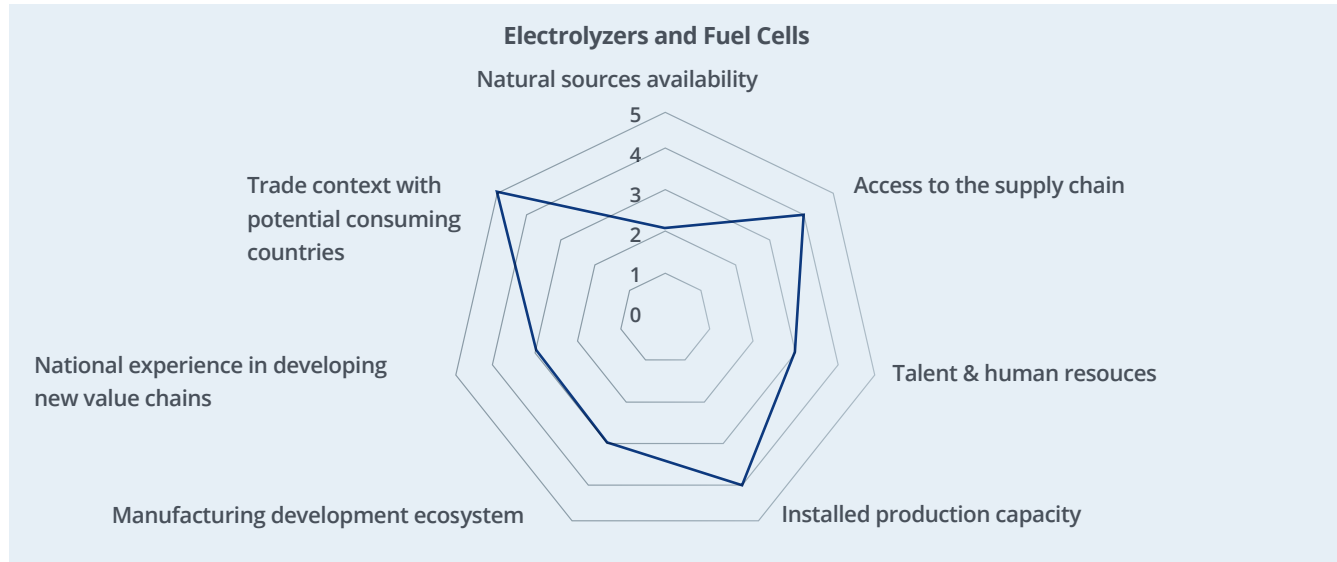 Electrolyzers and Fuel Cells
Natural sources availability
5
4
3
2
1
0
Access to the supply chain
Talent & human resouces
Installed production capacity
Manufacturing development ecosystem
National experience in developing
new value chains
Trade context with
potential consuming
countries